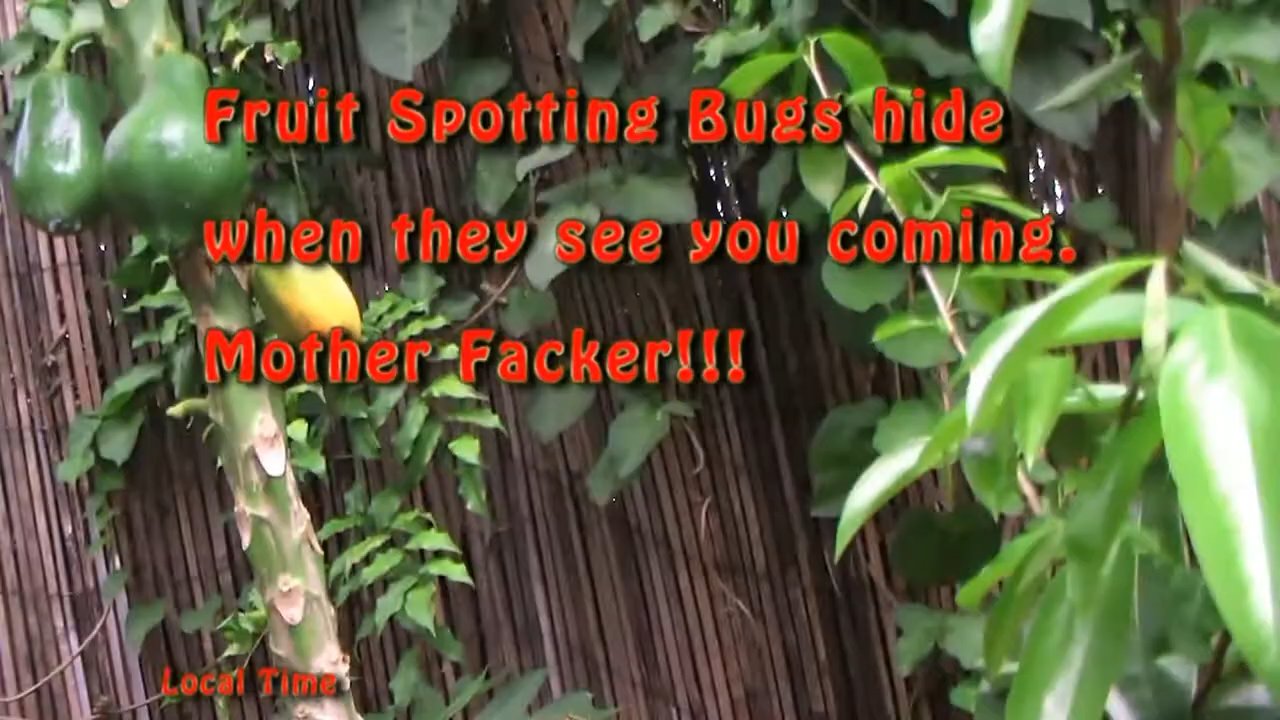 Fruit Spotting Bugs hide
when they see you coming.
Mother Facker!!!
Local Time